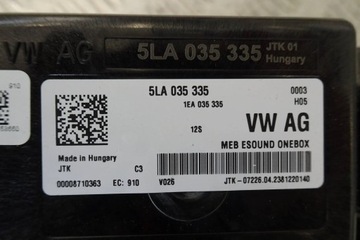 VW AG 5LA 035 335 JTK 01
Hungary
5LA 035 335 0003
1EA 035 335 H05
12S VW AG
MEB ESOUND ONEBOX
Made in Hungary
JTK C3
00008710363 EC: 910 V026 JTK-07226.04.2381220140
910